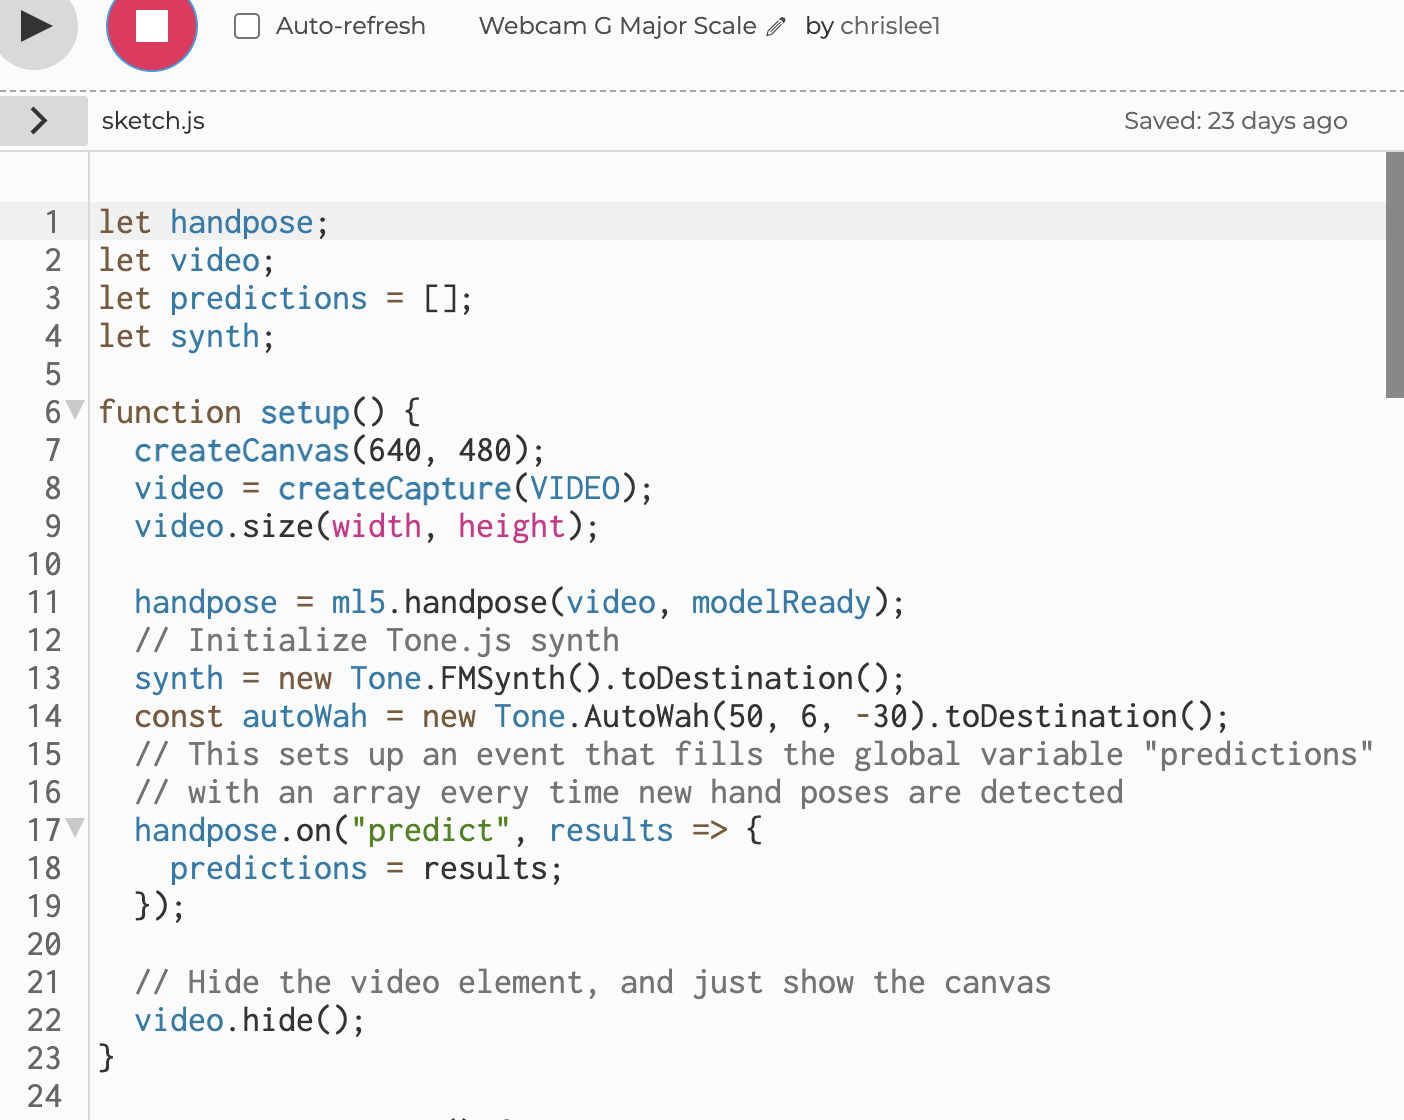 Auto-refresh Webcam G Major Scale by chrislee1
sketch.js Saved: 23 days ago
1 let handpose;
2 let video;
3 let predictions = [];
4 let synth;
5
6 function setup() {
7   createCanvas(640, 480);
8   video = createCapture(VIDEO);
9   video.size(width, height);
10
11   handpose = ml5.handpose(video, modelReady);
12   // Initialize Tone.js synth
13   synth = new Tone.FMSynth().toDestination();
14   const autoWah = new Tone.AutoWah(50, 6, -30).toDestination();
15   // This sets up an event that fills the global variable "predictions"
16   // with an array every time new hand poses are detected
17   handpose.on("predict", results => {
18     predictions = results;
19   });
20
21   // Hide the video element, and just show the canvas
22   video.hide();
23 }
24